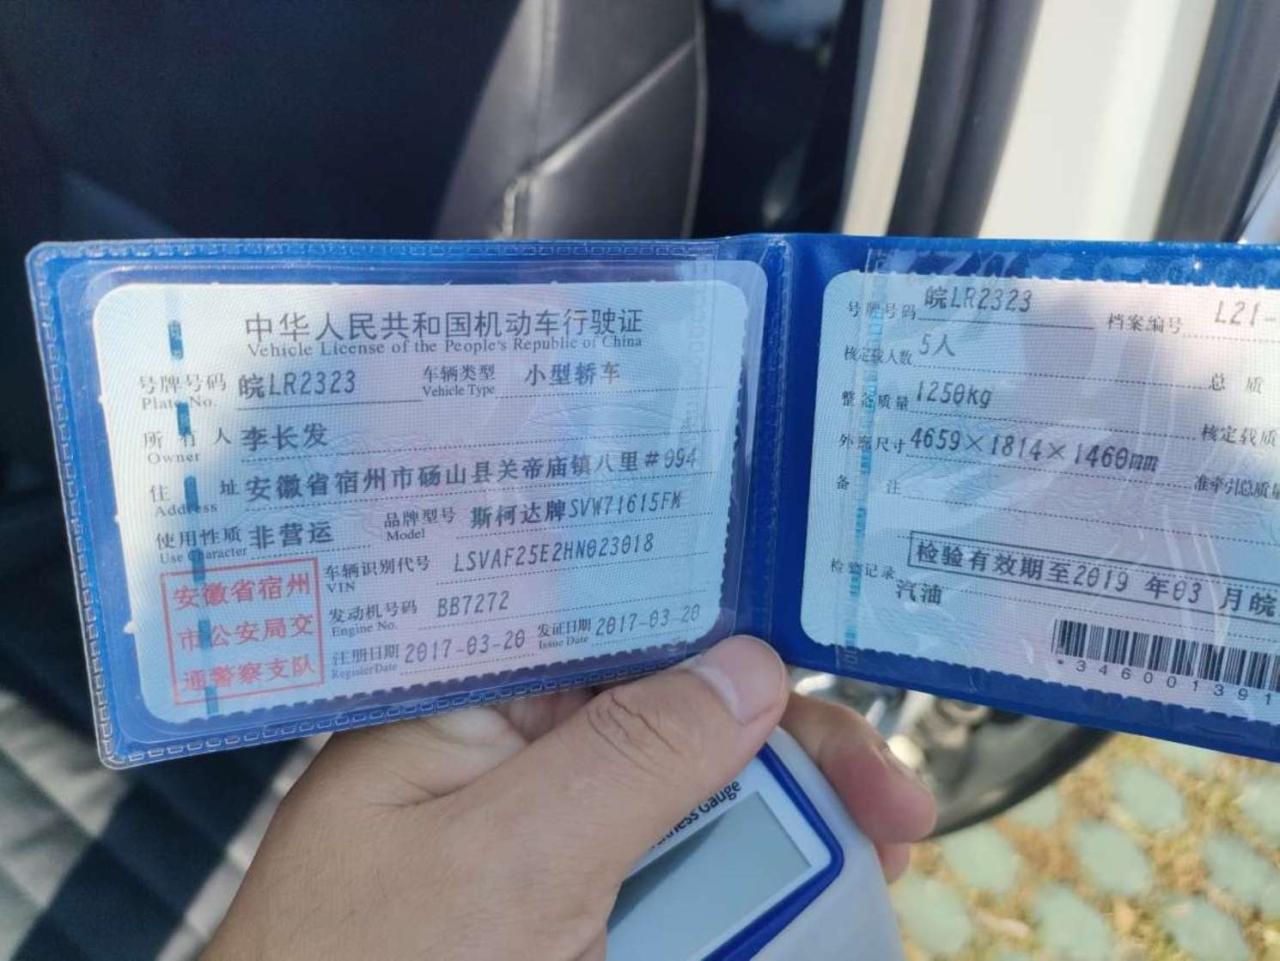 中华人民共和国机动车行驶证
Vehicle License of the People's Republic of China
号牌号码 皖LR2323 车辆类型 小型轿车
Plate No. Vehicle Type
所有人 李长发
Owner
住址 安徽省宿州市砀山县关帝庙镇八里#094
Address
使用性质 非营运 品牌型号 斯柯达牌SVW71615FM
Use Character Model
安徽省宿州
市公安局交
通警察支队
车辆识别代号 LSVAF25E2HN023018
VIN
发动机号码 BB7272
Engine No.
注册日期 2017-03-20 发证日期 2017-03-20
Register Date Issue Date
号牌号码 皖LR2323 档案编号 L21-
核定载人数 5人 总质
整备质量 1250kg 核定载质
外廓尺寸 4659×1814×1460mm 准牵引总质量
备注
检验记录 检验有效期至2019年03月皖
汽油
*346001391
Gauge